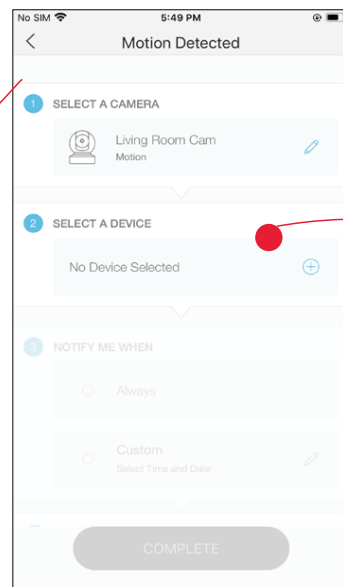 No SIM 5:49 PM
Motion Detected
1 SELECT A CAMERA
Living Room Cam
Motion
2 SELECT A DEVICE
No Device Selected
3 NOTIFY ME WHEN
Always
Custom
Select Time and Date
COMPLETE